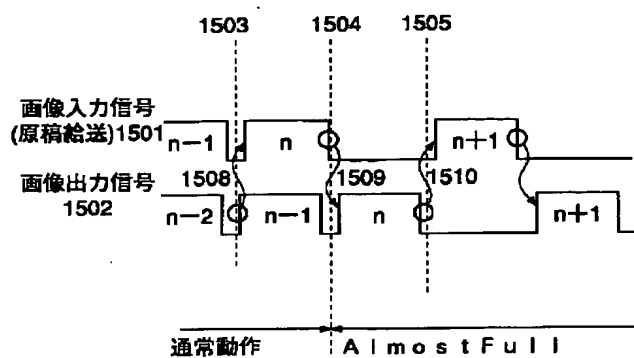 1503 1504 1505
画像入力信号
(原稿給送)1501
n-1 n n+1
画像出力信号
1502
1508 1509 1510
n-2 n-1 n n+1
通常動作 AlmostFull